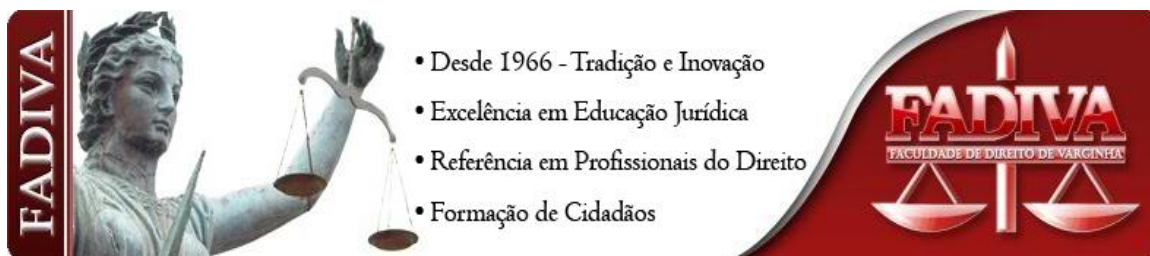 FADIVA
• Desde 1966 - Tradição e Inovação
• Excelência em Educação Jurídica
• Referência em Profissionais do Direito
• Formação de Cidadãos
FADIVA
FACULDADE DE DIREITO DE VARGINHA